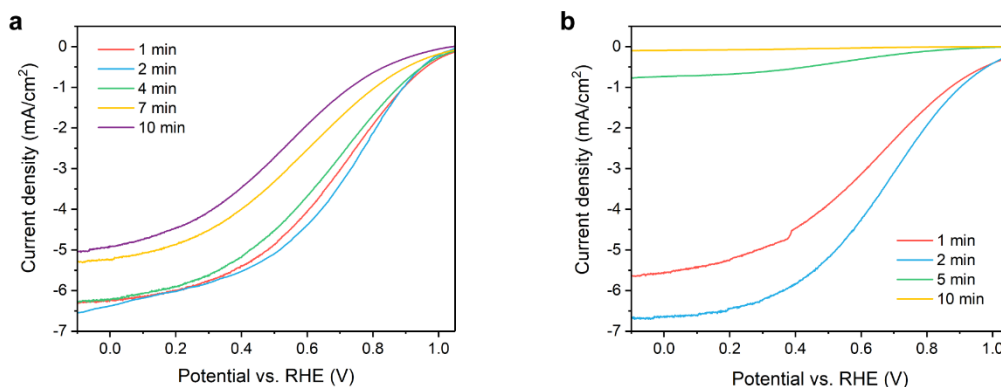 a
1 min
2 min
4 min
7 min
10 min
0
-1
-2
-3
-4
-5
-6
-7
Current density (mA/cm²)
0.0 0.2 0.4 0.6 0.8 1.0
Potential vs. RHE (V)
b
0
-1
-2
-3
-4
-5
-6
-7
Current density (mA/cm²)
1 min
2 min
5 min
10 min
0.0 0.2 0.4 0.6 0.8 1.0
Potential vs. RHE (V)